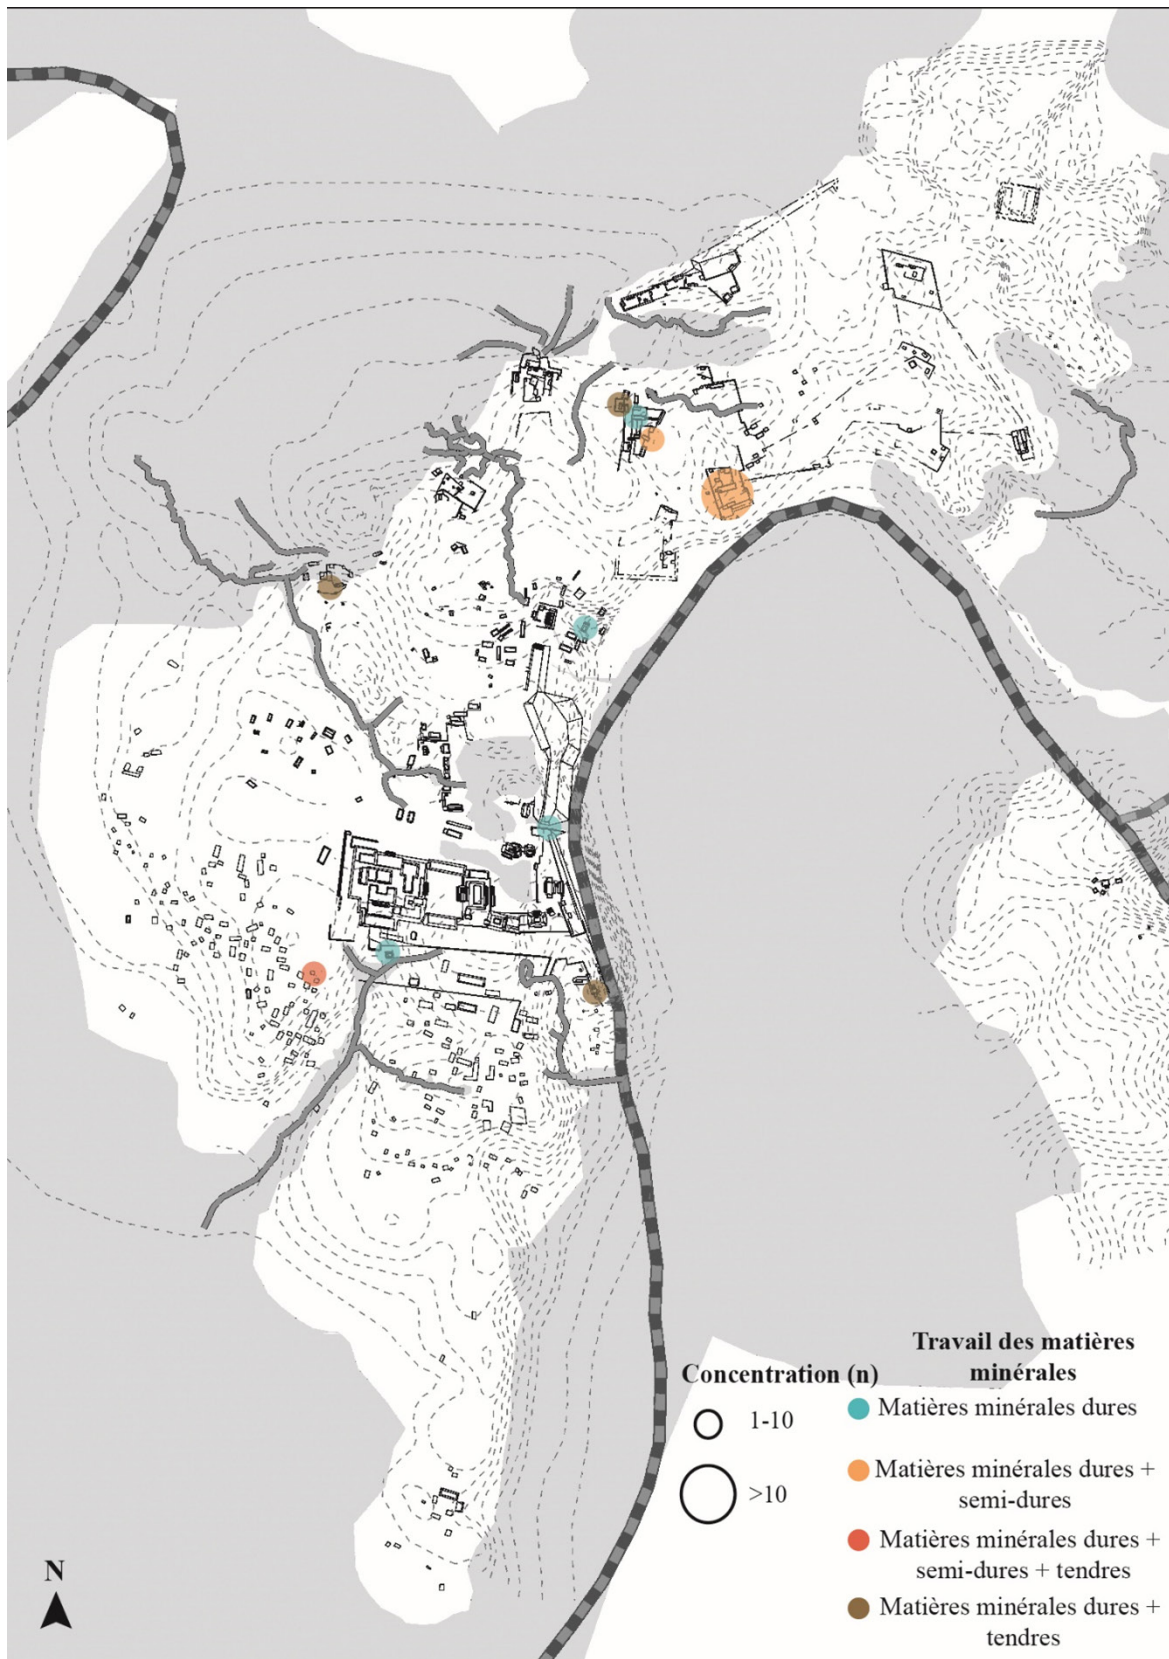 Travail des matières
minérales
Concentration (n)
1-10
>10
Matières minérales dures
Matières minérales dures +
semi-dures
Matières minérales dures +
semi-dures + tendres
Matières minérales dures +
tendres
N